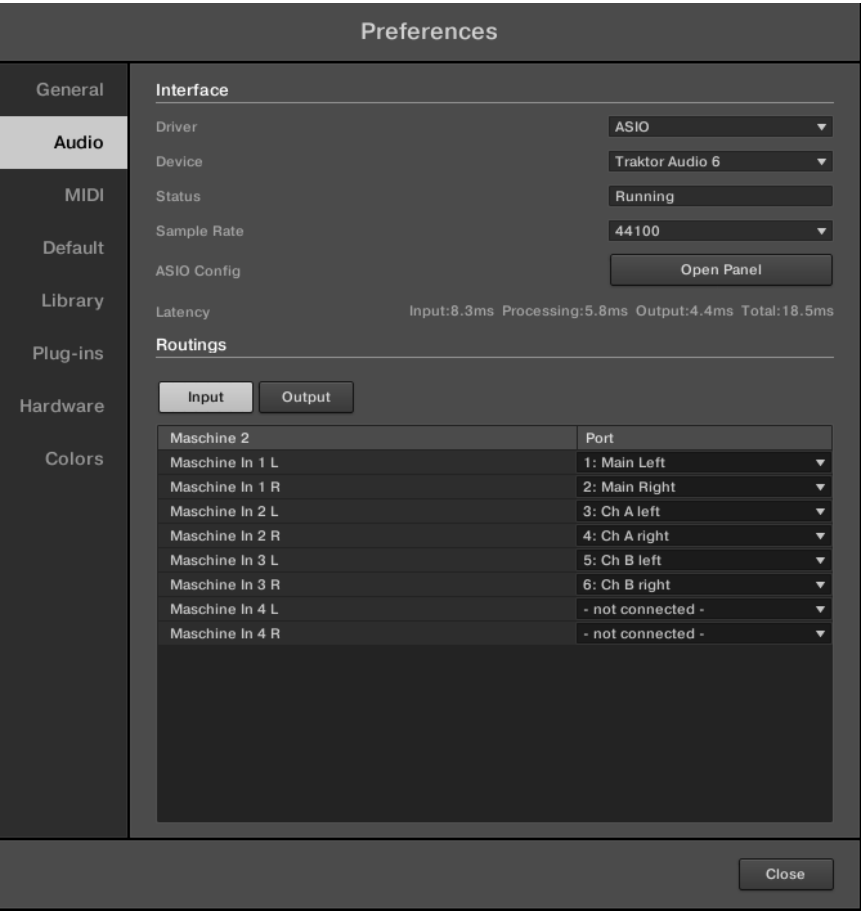 Preferences
General
Audio
MIDI
Default
Library
Plug-ins
Hardware
Colors
Interface
Driver ASIO
Device Traktor Audio 6
Status Running
Sample Rate 44100
ASIO Config Open Panel
Latency Input:8.3ms Processing:5.8ms Output:4.4ms Total:18.5ms
Routings
Input Output
Maschine 2 Port
Maschine In 1 L 1: Main Left
Maschine In 1 R 2: Main Right
Maschine In 2 L 3: Ch A left
Maschine In 2 R 4: Ch A right
Maschine In 3 L 5: Ch B left
Maschine In 3 R 6: Ch B right
Maschine In 4 L - not connected -
Maschine In 4 R - not connected -
Close